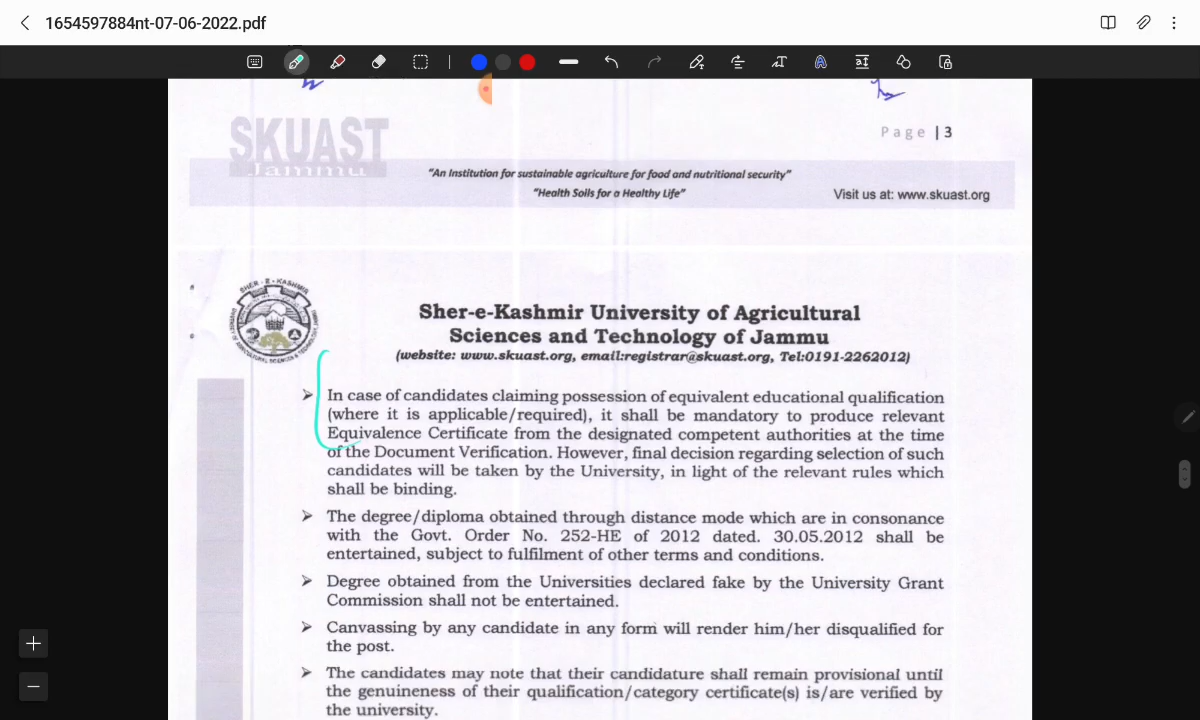 1654597884nt-07-06-2022.pdf
SKUAST
Jammu
Page | 3
"An Institution for sustainable agriculture for food and nutritional security"
"Health Soils for a Healthy Life"
Visit us at: www.skuast.org
Sher-e-Kashmir University of Agricultural
Sciences and Technology of Jammu
(website: www.skuast.org, email:registrar@skuast.org, Tel:0191-2262012)
➢ In case of candidates claiming possession of equivalent educational qualification
(where it is applicable/required), it shall be mandatory to produce relevant
Equivalence Certificate from the designated competent authorities at the time
of the Document Verification. However, final decision regarding selection of such
candidates will be taken by the University, in light of the relevant rules which
shall be binding.
➢ The degree/diploma obtained through distance mode which are in consonance
with the Govt. Order No. 252-HE of 2012 dated. 30.05.2012 shall be
entertained, subject to fulfilment of other terms and conditions.
➢ Degree obtained from the Universities declared fake by the University Grant
Commission shall not be entertained.
➢ Canvassing by any candidate in any form will render him/her disqualified for
the post.
➢ The candidates may note that their candidature shall remain provisional until
the genuineness of their qualification/category certificate(s) is/are verified by
the university.